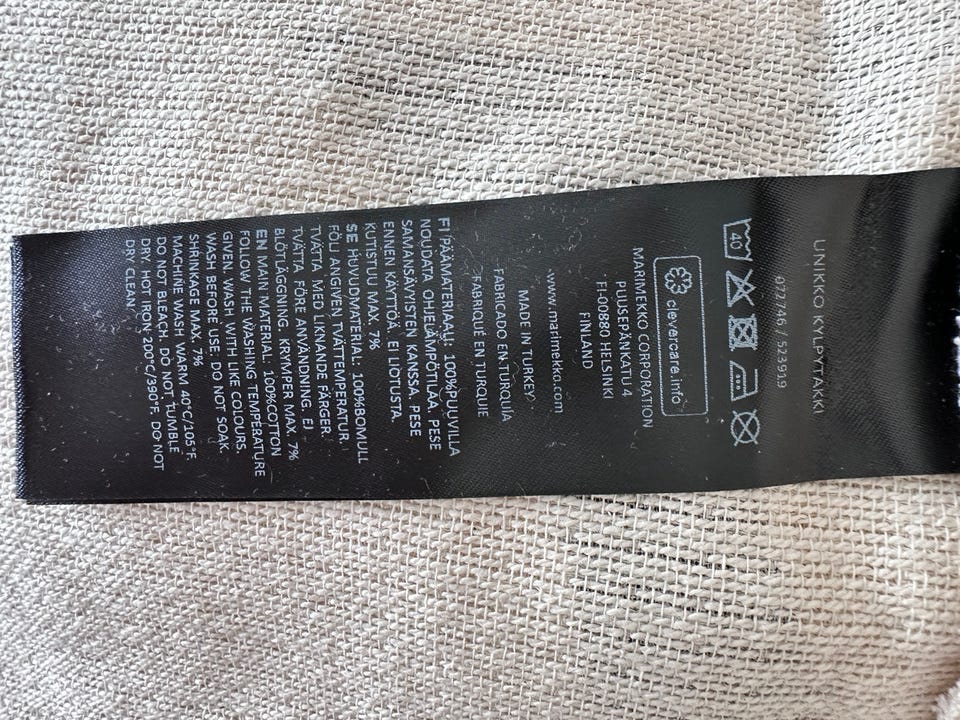 UNIKKO KYLPYTAKKI
072746 / 523919
40
clevercare.info
MARIMEKKO CORPORATION
PUUSEPÄNKATU 4
FI-00880 HELSINKI
FINLAND
www.marimekko.com
MADE IN TURKEY
FABRICADO EN TURQUÍA
FABRIQUÉ EN TURQUIE
FI PÄÄMATERIAALI: 100%PUUVILLA
NOUDATA OHJELÄMPÖTILAA. PESE
SAMANSÄVYISTEN KANSSA. PESE
ENNEN KÄYTTÖÄ. EI LIOTUSTA.
KUTISTU MAX. 7%
SE HUVUDMATERIAL: 100%BOMULL
FÖLJ ANGIVEN TVÄTTEMPERATUR.
TVÄTTA MED LIKNANDE FÄRGER.
TVÄTTA FÖRE ANVÄNDNING. EJ
BLÖTLÄGGNING. KRYMPER MAX. 7%
EN MAIN MATERIAL: 100%COTTON
FOLLOW THE WASHING TEMPERATURE
GIVEN. WASH WITH LIKE COLOURS.
WASH BEFORE USE. DO NOT SOAK.
SHRINKAGE MAX. 7%
MACHINE WASH WARM 40°C/105°F.
DO NOT BLEACH. DO NOT TUMBLE
DRY. HOT IRON 200°C/390°F. DO NOT
DRY CLEAN.